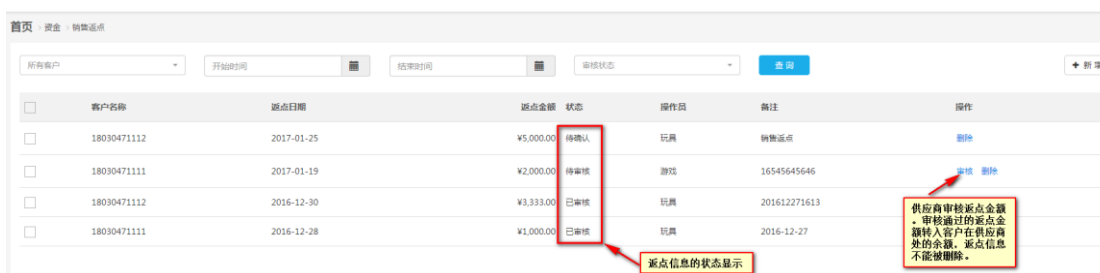 首页 > 资金 > 销售返点
所有客户 开始时间 结束时间 审核状态 查询 + 新增
客户名称 返点日期 返点金额 状态 操作员 备注 操作
18030471112 2017-01-25 ¥5,000.00 待确认 玩具 销售返点 删除
18030471111 2017-01-19 ¥2,000.00 待审核 游戏 16545645646 审核 删除
18030471112 2016-12-30 ¥3,333.00 已审核 玩具 201612271613
18030471111 2016-12-28 ¥1,000.00 已审核 玩具 2016-12-27
供应商审核返点金额
。审核通过的返点金
额转入客户在供应商
处的余额，返点信息
不能被删除。
返点信息的状态显示